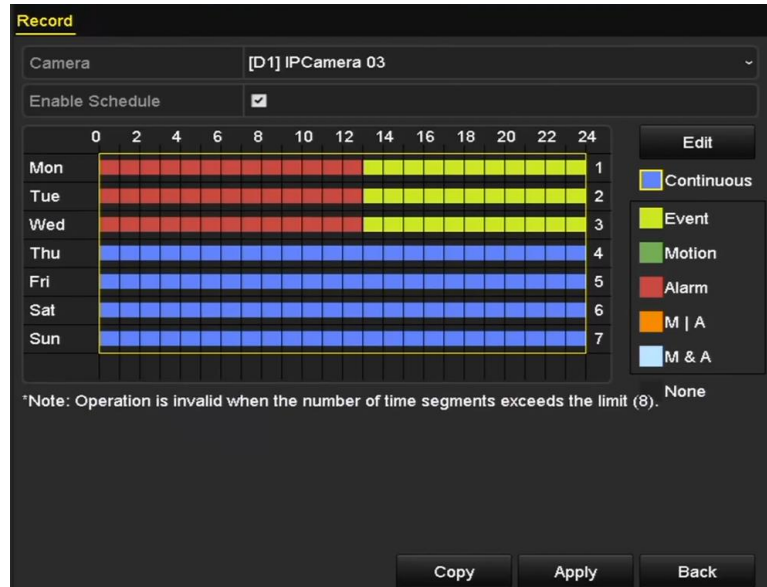 Record
Camera [D1] IPCamera 03
Enable Schedule
0 2 4 6 8 10 12 14 16 18 20 22 24
Edit
Mon 1
Continuous
Tue 2
Wed 3
Event
Thu 4
Motion
Fri 5
Alarm
Sat 6
M | A
Sun 7
M & A
None
*Note: Operation is invalid when the number of time segments exceeds the limit (8).
Copy Apply Back